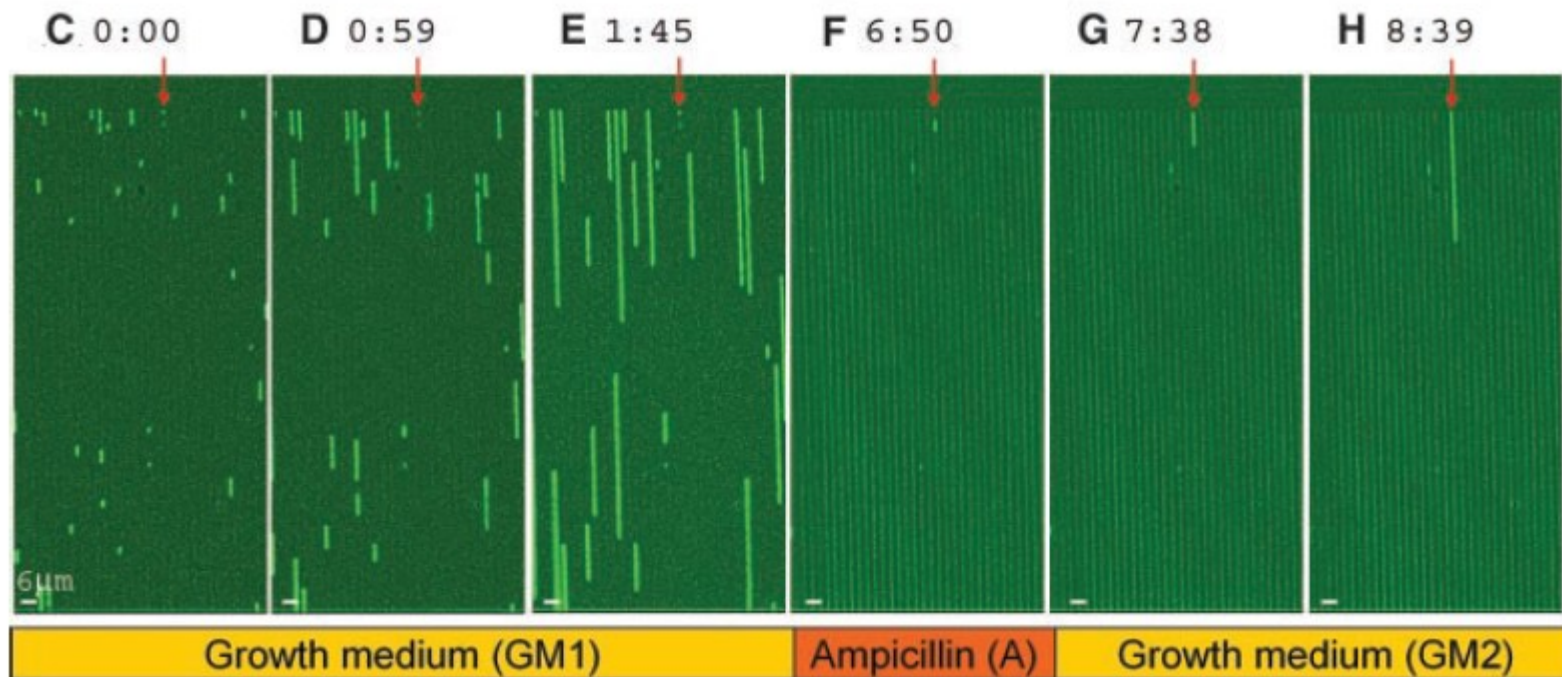 C 0:00 D 0:59 E 1:45 F 6:50 G 7:38 H 8:39
6µm
Growth medium (GM1) Ampicillin (A) Growth medium (GM2)